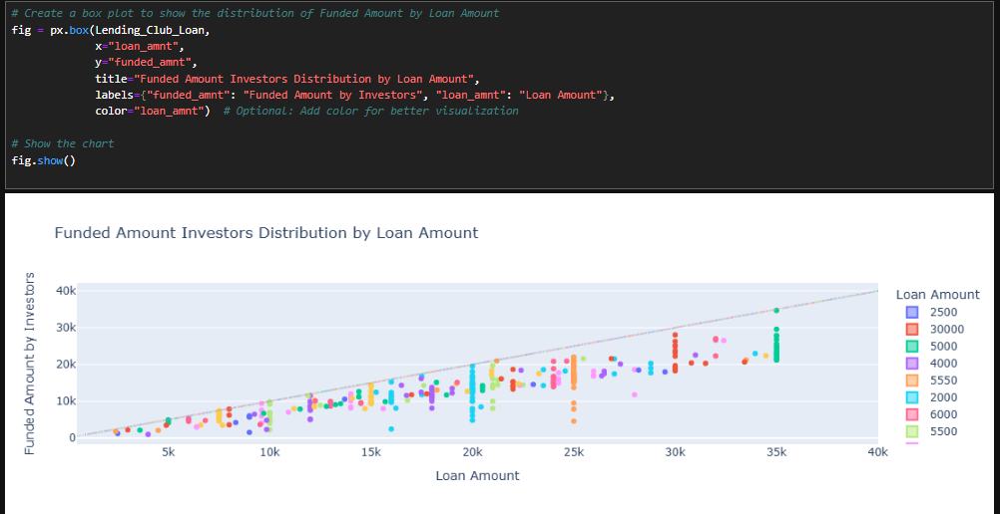 # Create a box plot to show the distribution of Funded Amount by Loan Amount
fig = px.box(Lending_Club_Loan,
x="loan_amnt",
y="funded_amnt",
title="Funded Amount Investors Distribution by Loan Amount",
labels={"funded_amnt": "Funded Amount by Investors", "loan_amnt": "Loan Amount"},
color="loan_amnt")  # Optional: Add color for better visualization
# Show the chart
fig.show()
Funded Amount Investors Distribution by Loan Amount
Funded Amount by Investors
40k
30k
20k
10k
0
5k
10k
15k
20k
25k
30k
35k
40k
Loan Amount
Loan Amount
2500
30000
5000
4000
5550
2000
6000
5500